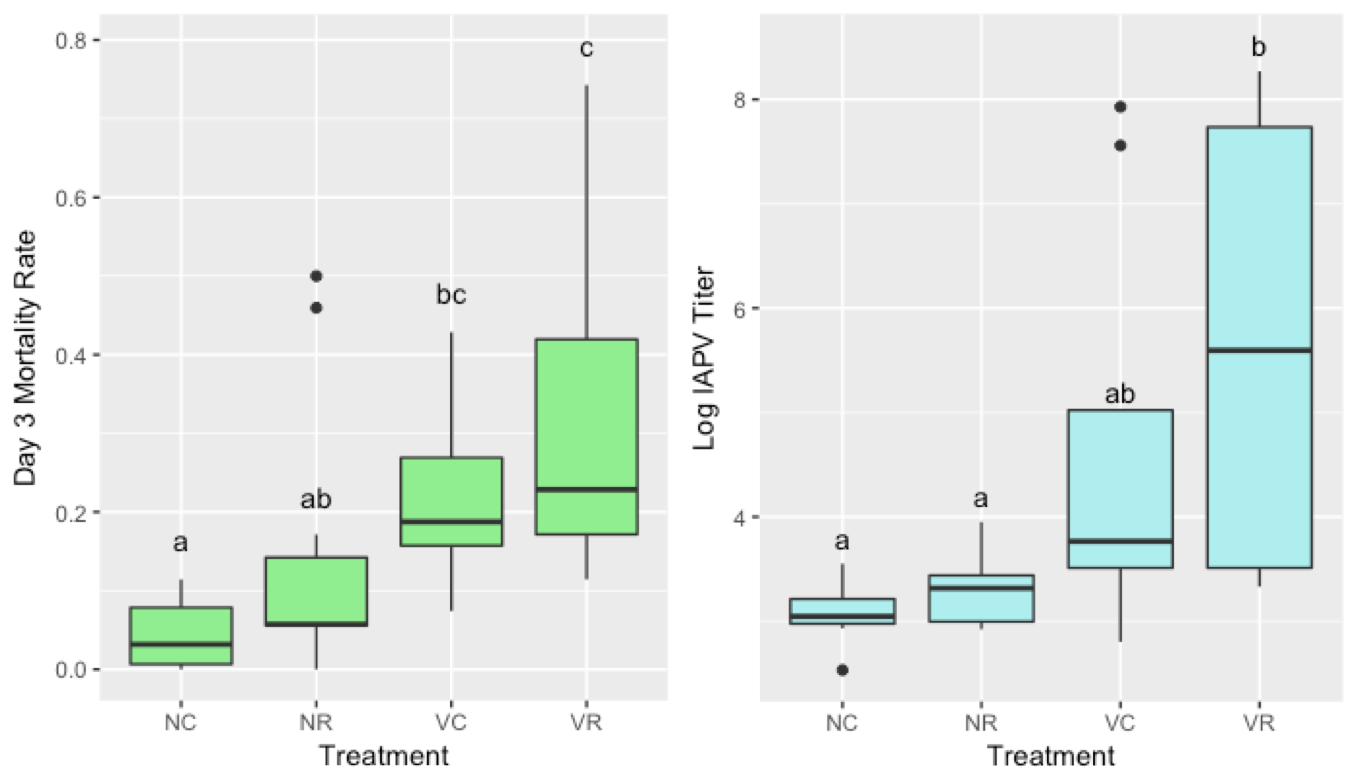 Day 3 Mortality Rate
0.8
0.6
0.4
0.2
0.0
a
ab
bc
c
NC NR VC VR
Treatment
Log IAPV Titer
8
6
4
a
a
ab
b
NC NR VC VR
Treatment